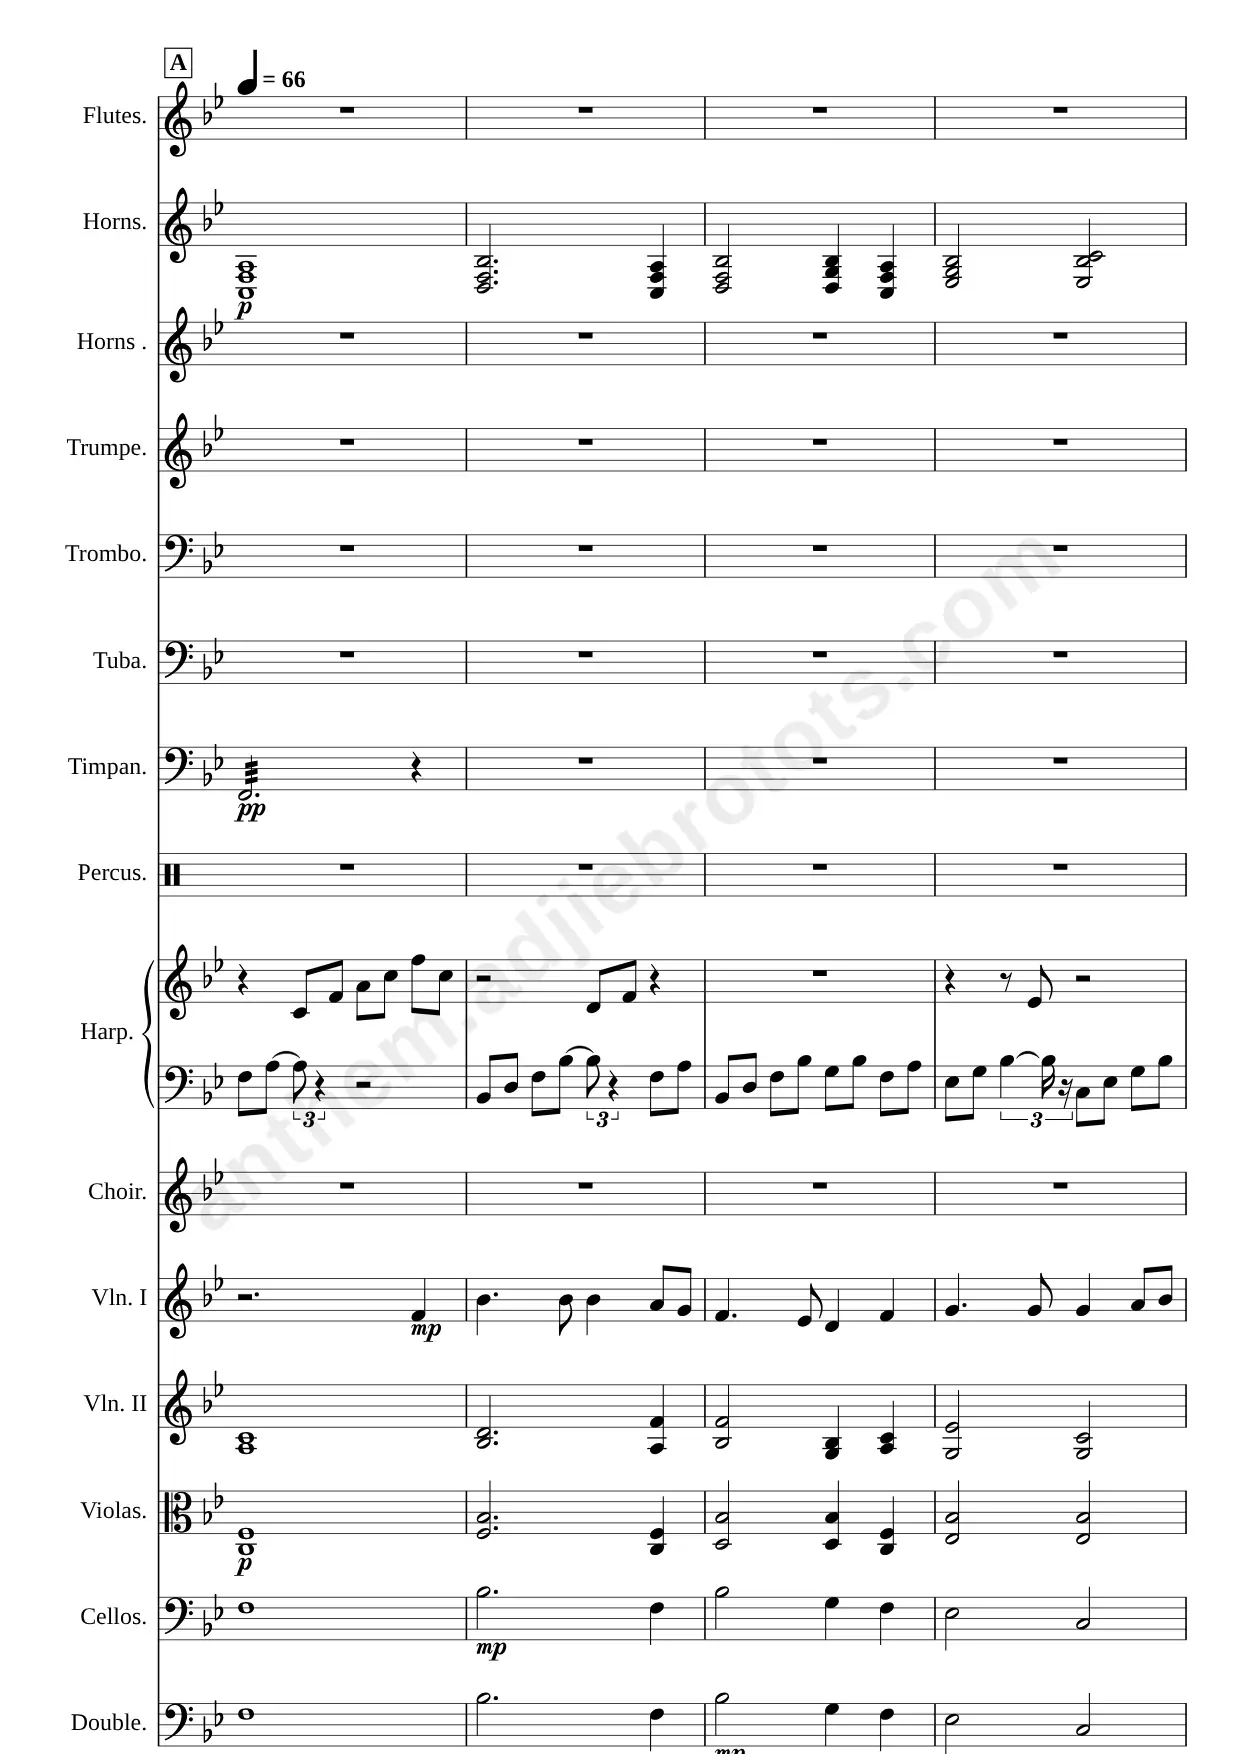 A
= 66
Flutes.
Horns.
p
Horns .
Trumpe.
Trombo.
Tuba.
Timpan.
pp
Percus.
Harp.
3
3
3
Choir.
Vln. I
mp
Vln. II
Violas.
p
Cellos.
mp
Double.
mp
anthem.adjiebrotots.com